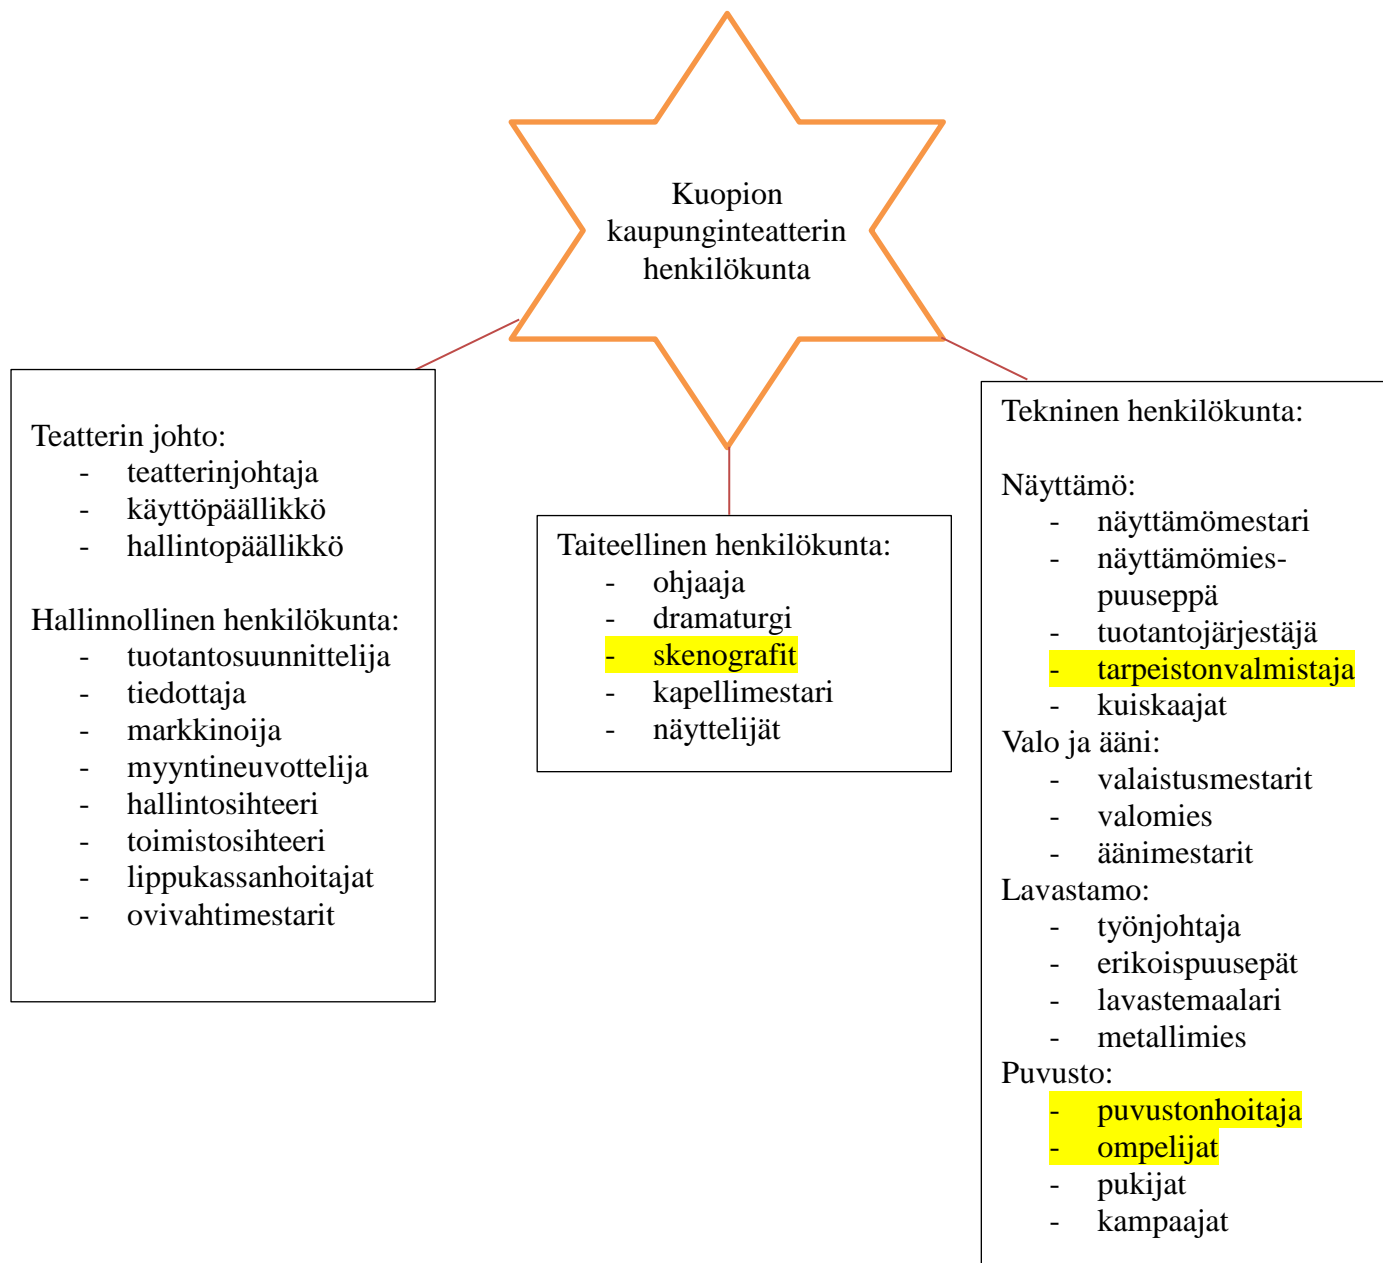 Kuopion
kaupunginteatterin
henkilökunta
Teatterin johto:
- teatterinjohtaja
- käyttöpäällikkö
- hallintopäällikkö
Hallinnollinen henkilökunta:
- tuotantosuunnittelija
- tiedottaja
- markkinoija
- myyntineuvottelija
- hallintosihteeri
- toimistosihteeri
- lippukassanhoitajat
- ovivahtimestarit
Taiteellinen henkilökunta:
- ohjaaja
- dramaturgi
- skenografit
- kapellimestari
- näyttelijät
Tekninen henkilökunta:
Näyttämö:
- näyttämömestari
- näyttämömies-
puuseppä
- tuotantojärjestäjä
- tarpeistonvalmistaja
- kuiskaajat
Valo ja ääni:
- valaistusmestarit
- valomies
- äänimestarit
Lavastamo:
- työnjohtaja
- erikoispuusepät
- lavastemaalari
- metallimies
Puvusto:
- puvustonhoitaja
- ompelijat
- pukijat
- kampaajat